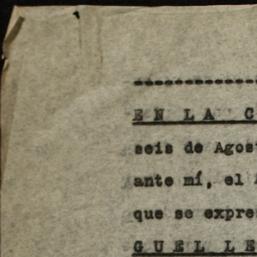 EN LA C
seis de Agost
ante mí, el
que se expre
GUEL LE